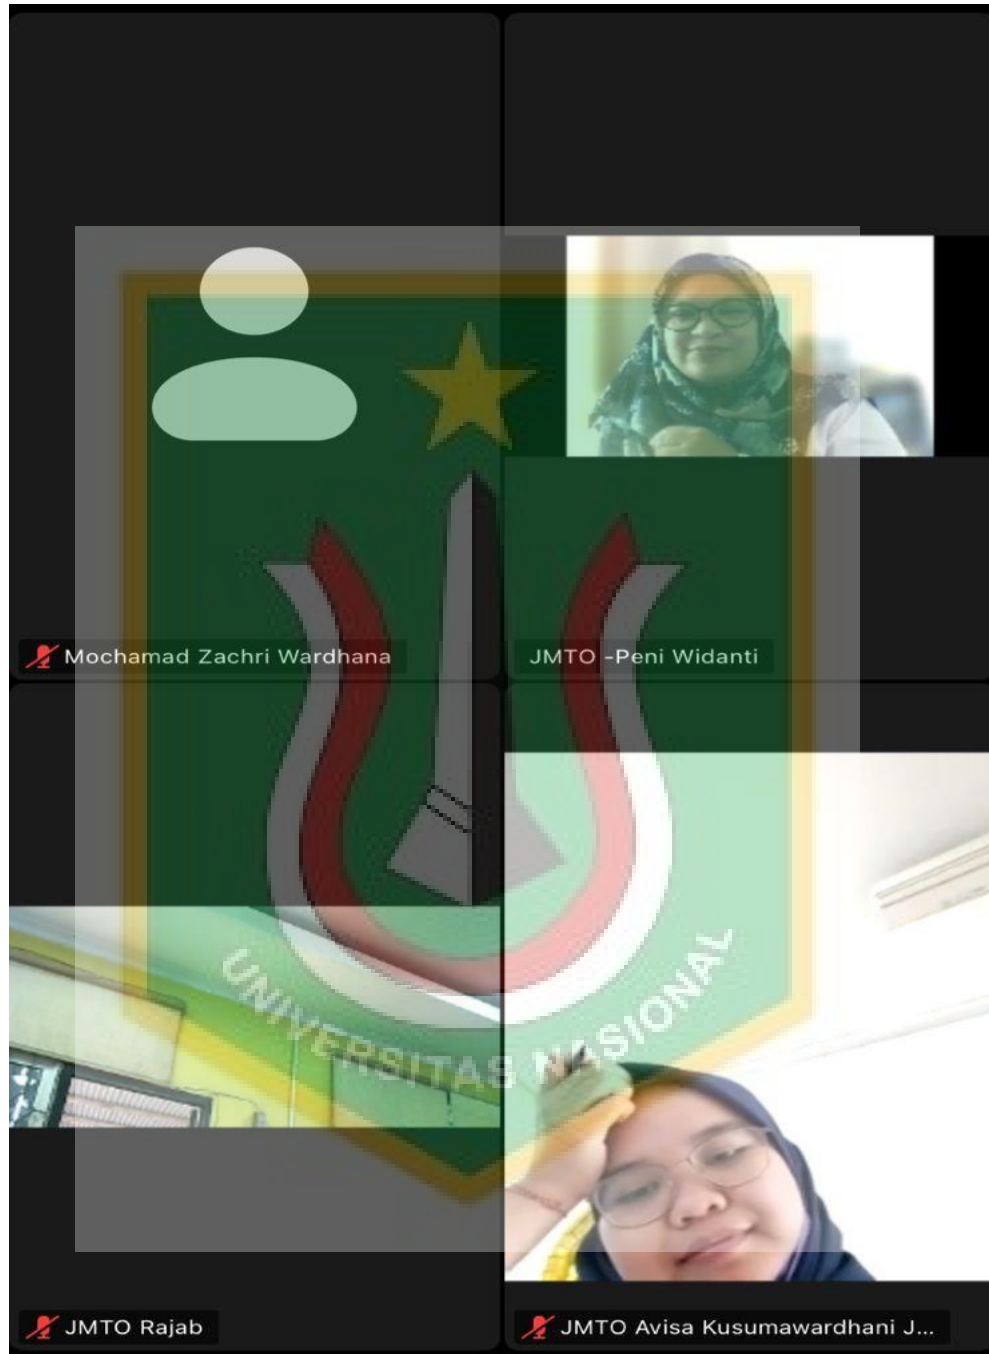 Mochamad Zachri Wardhana
JMTO -Peni Widanti
UNIVERSITAS NASIONAL
JMTO Rajab
JMTO Avisa Kusumawardhani J...